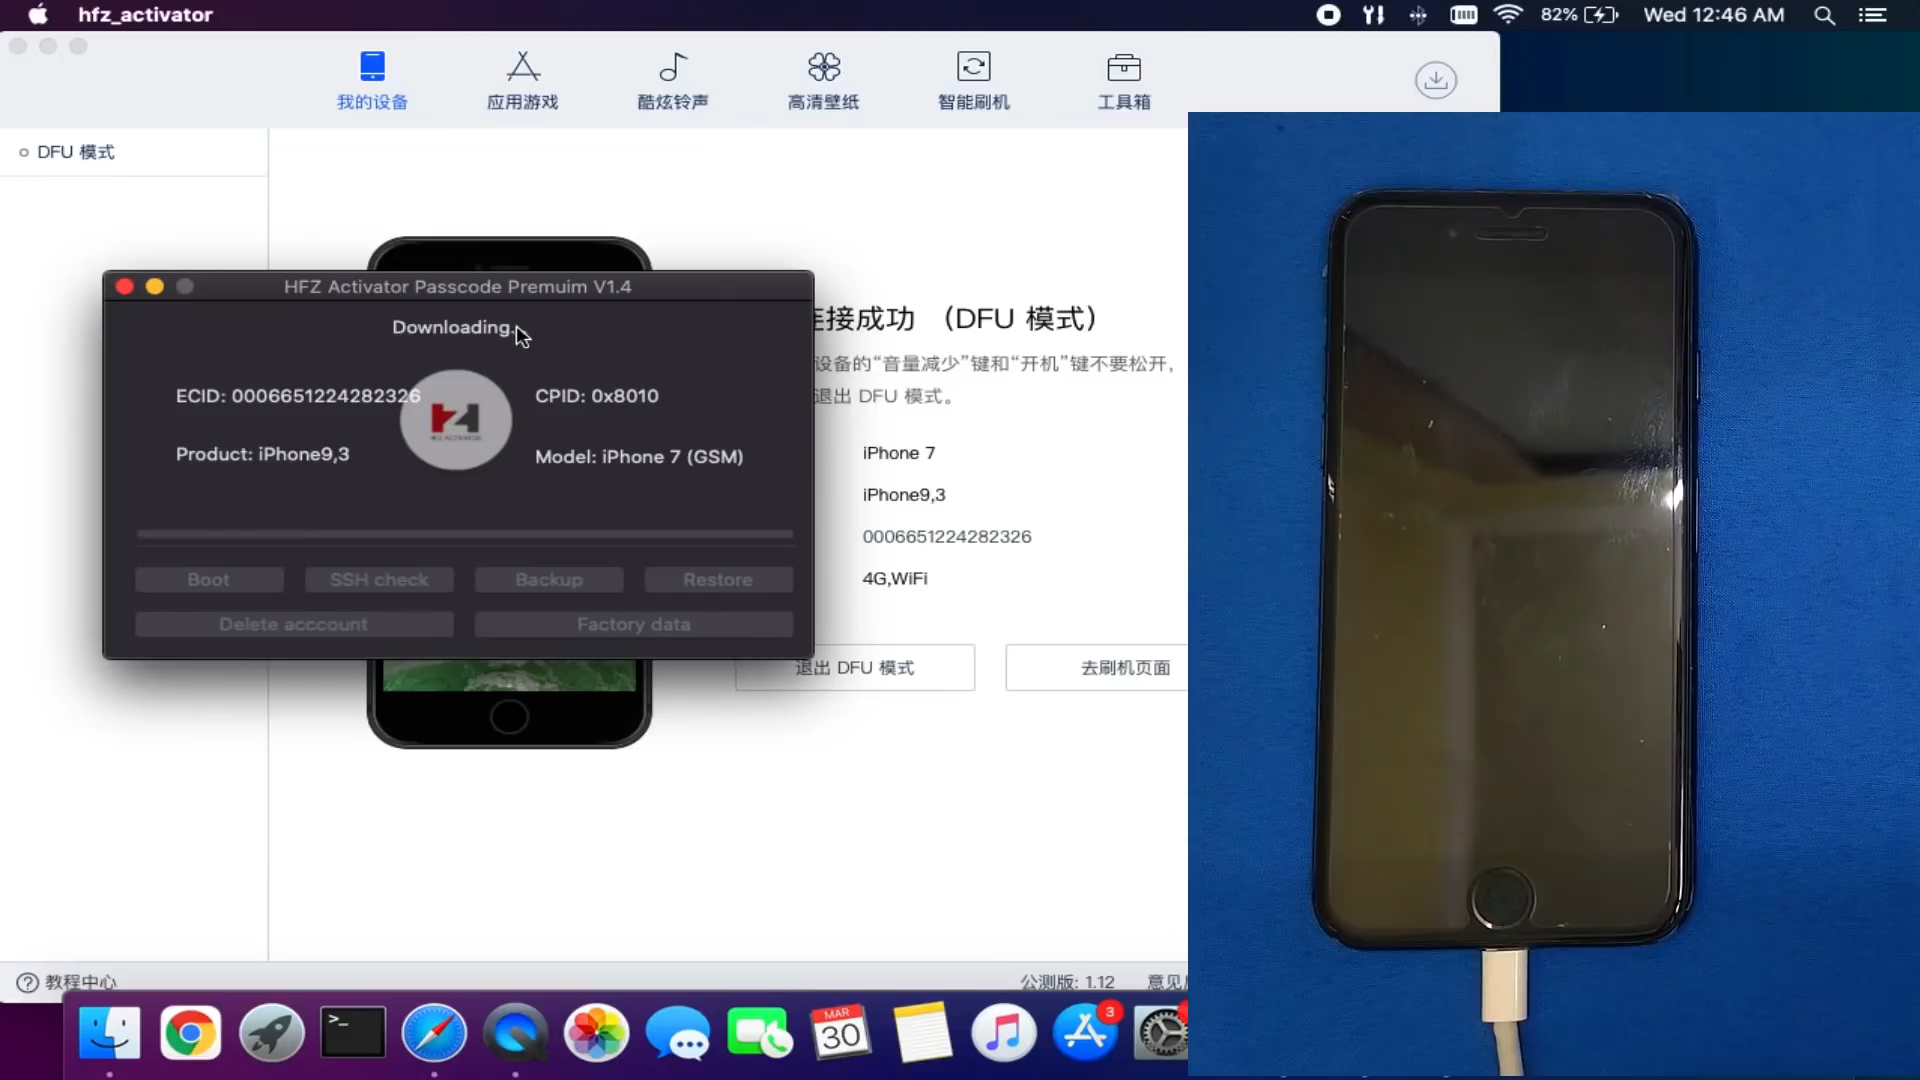 hfz_activator
82%
Wed 12:46 AM
我的设备
应用游戏
酷炫铃声
高清壁纸
智能刷机
工具箱
DFU 模式
HFZ Activator Passcode Premuim V1.4
Downloading.
ECID: 0006651224282326
CPID: 0x8010
Product: iPhone9,3
Model: iPhone 7 (GSM)
Boot
SSH check
Backup
Restore
Delete acccount
Factory data
连接成功 （DFU 模式）
设备的“音量减少”键和“开机”键不要松开，
退出 DFU 模式。
iPhone 7
iPhone9,3
0006651224282326
4G,WiFi
退出 DFU 模式
去刷机页面
教程中心
公测版: 1.12
意见
MAR
30
3